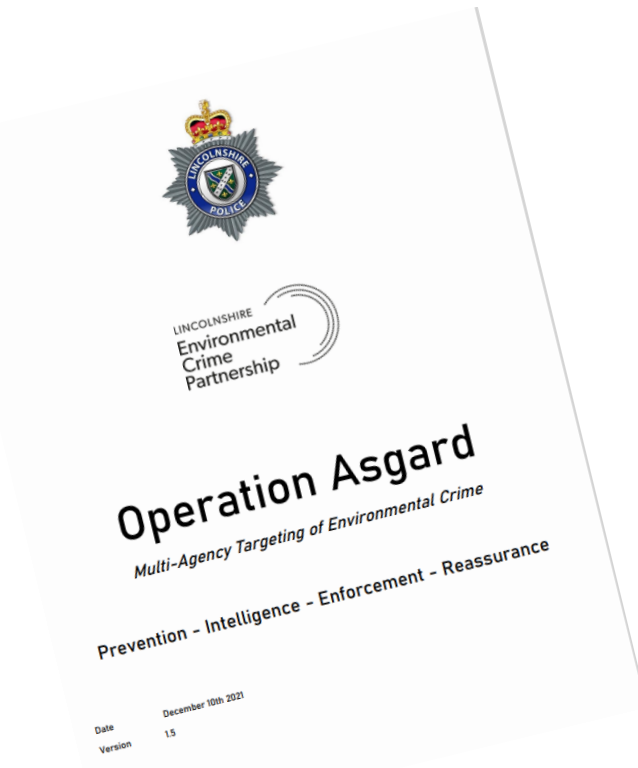 LINCOLNSHIRE
POLICE
LINCOLNSHIRE
Environmental
Crime
Partnership
Operation Asgard
Multi-Agency Targeting of Environmental Crime
Prevention - Intelligence - Enforcement - Reassurance
Date December 10th 2021
Version 1.5